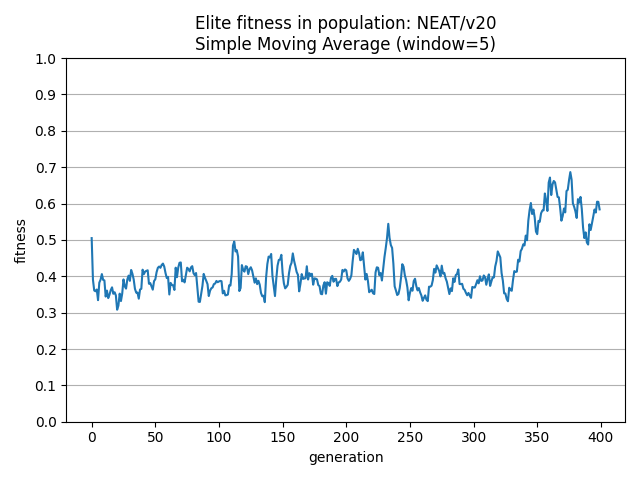 Elite fitness in population: NEAT/v20
Simple Moving Average (window=5)
1.0
0.9
0.8
0.7
0.6
0.5
0.4
0.3
0.2
0.1
0.0
fitness
0 50 100 150 200 250 300 350 400
generation